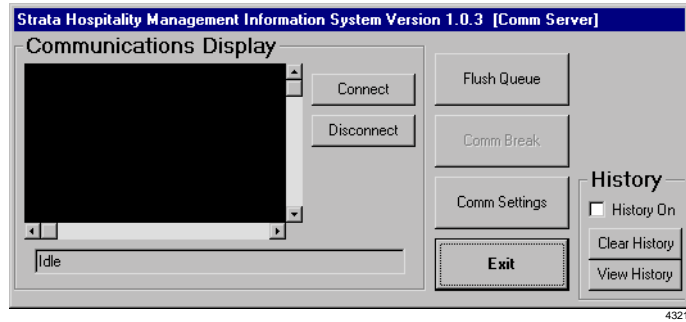 Strata Hospitality Management Information System Version 1.0.3 [Comm Server]
Communications Display
Connect
Disconnect
Idle
Flush Queue
Comm Break
Comm Settings
Exit
History
History On
Clear History
View History
4321